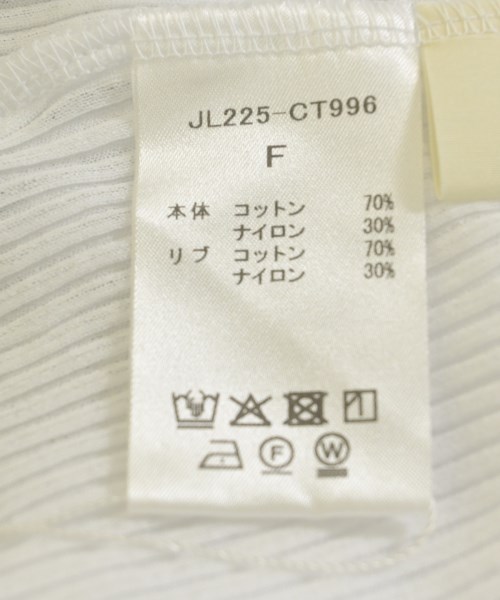 JL225-CT996
F
本体 コットン 70%
ナイロン 30%
リブ コットン 70%
ナイロン 30%
F W